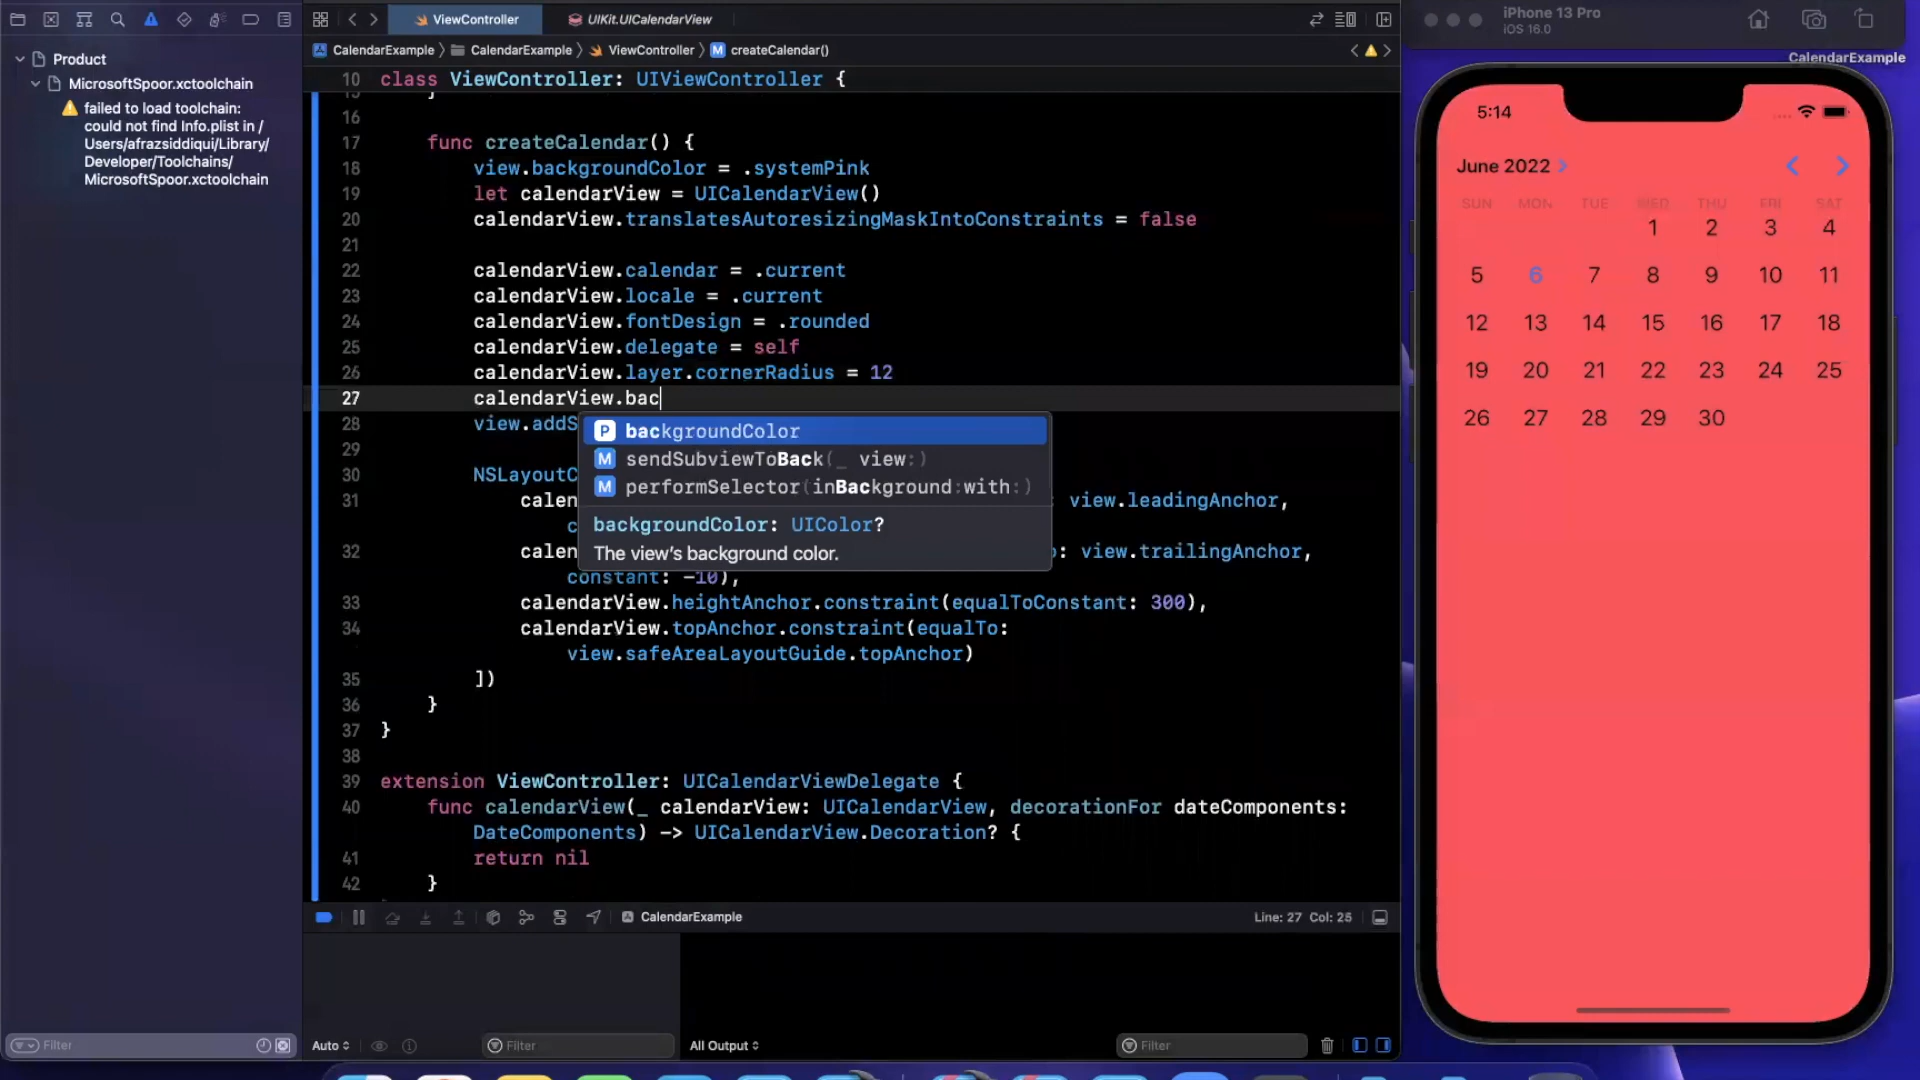 Product
MicrosoftSpoor.xctoolchain
failed to load toolchain:
could not find Info.plist in /
Users/afrazsiddiqui/Library/
Developer/Toolchains/
MicrosoftSpoor.xctoolchain
Filter
ViewController
UIKit.UICalendarView
CalendarExample
CalendarExample
ViewController
M createCalendar()
10 class ViewController: UIViewController {
16
17 func createCalendar() {
18 view.backgroundColor = .systemPink
19 let calendarView = UICalendarView()
20 calendarView.translatesAutoresizingMaskIntoConstraints = false
21
22 calendarView.calendar = .current
23 calendarView.locale = .current
24 calendarView.fontDesign = .rounded
25 calendarView.delegate = self
26 calendarView.layer.cornerRadius = 12
27 calendarView.bac
28 view.addS
29
30 NSLayoutC
31 calen : view.leadingAnchor,
c
32 calen : view.trailingAnchor,
constant: -10),
33 calendarView.heightAnchor.constraint(equalToConstant: 300),
34 calendarView.topAnchor.constraint(equalTo:
view.safeAreaLayoutGuide.topAnchor)
35 ])
36 }
37 }
38
39 extension ViewController: UICalendarViewDelegate {
40 func calendarView(_ calendarView: UICalendarView, decorationFor dateComponents:
DateComponents) -> UICalendarView.Decoration? {
41 return nil
42 }
P backgroundColor
M sendSubviewToBack(_ view:)
M performSelector(inBackground:with:)
backgroundColor: UIColor?
The view's background color.
CalendarExample
Line: 27 Col: 25
Auto
Filter
All Output
Filter
iPhone 13 Pro
iOS 16.0
CalendarExample
5:14
June 2022
SUN MON TUE WED THU FRI SAT
1 2 3 4
5 6 7 8 9 10 11
12 13 14 15 16 17 18
19 20 21 22 23 24 25
26 27 28 29 30